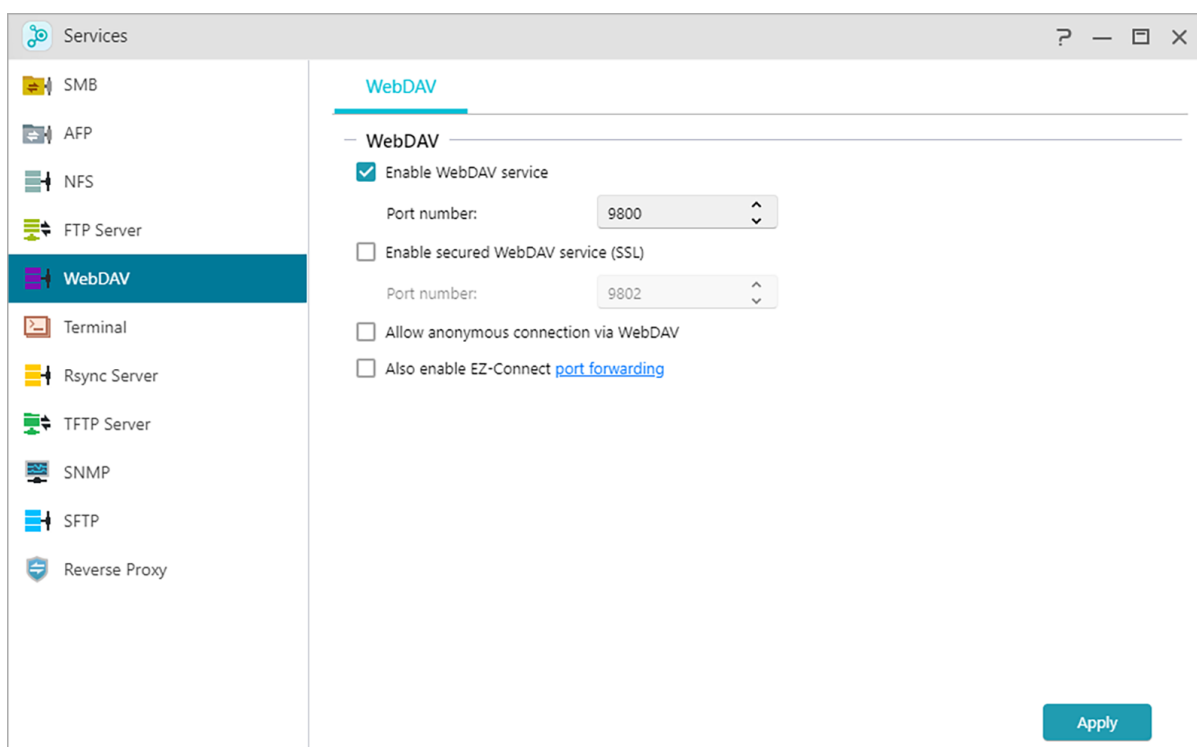 Services
SMB
AFP
NFS
FTP Server
WebDAV
Terminal
Rsync Server
TFTP Server
SNMP
SFTP
Reverse Proxy
WebDAV
WebDAV
Enable WebDAV service
Port number: 9800
Enable secured WebDAV service (SSL)
Port number: 9802
Allow anonymous connection via WebDAV
Also enable EZ-Connect port forwarding
Apply